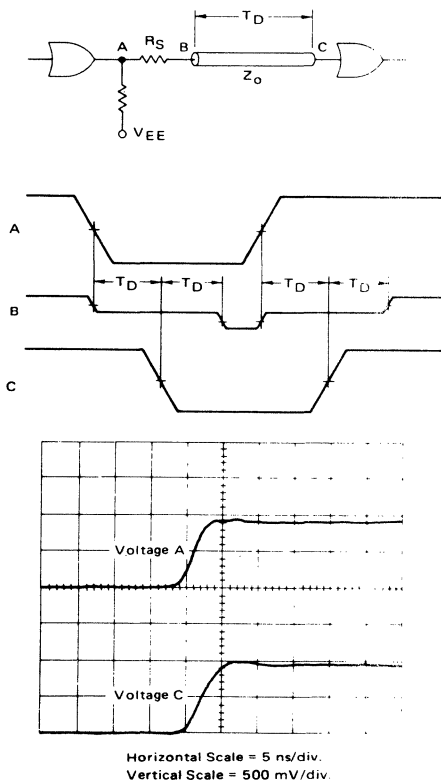 T_D
A R_S B C
Z_o
V_EE
A
T_D T_D T_D T_D
B
C
Voltage A
Voltage C
Horizontal Scale = 5 ns/div.
Vertical Scale = 500 mV/div.